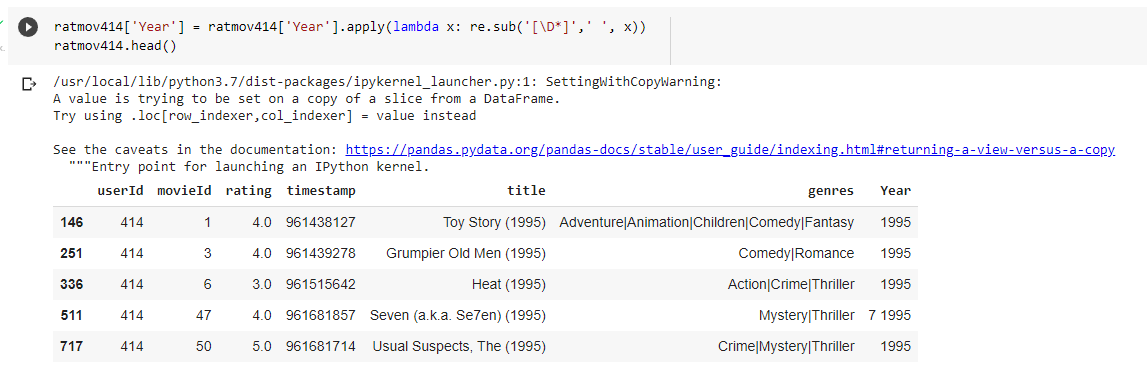 ratmov414['Year'] = ratmov414['Year'].apply(lambda x: re.sub('[\D*]',' ', x))
ratmov414.head()
/usr/local/lib/python3.7/dist-packages/ipykernel_launcher.py:1: SettingWithCopyWarning:
A value is trying to be set on a copy of a slice from a DataFrame.
Try using .loc[row_indexer,col_indexer] = value instead
See the caveats in the documentation: https://pandas.pydata.org/pandas-docs/stable/user_guide/indexing.html#returning-a-view-versus-a-copy
"""Entry point for launching an IPython kernel.
userId movieId rating timestamp title genres Year
146 414 1 4.0 961438127 Toy Story (1995) Adventure|Animation|Children|Comedy|Fantasy 1995
251 414 3 4.0 961439278 Grumpier Old Men (1995) Comedy|Romance 1995
336 414 6 3.0 961515642 Heat (1995) Action|Crime|Thriller 1995
511 414 47 4.0 961681857 Seven (a.k.a. Se7en) (1995) Mystery|Thriller 7 1995
717 414 50 5.0 961681714 Usual Suspects, The (1995) Crime|Mystery|Thriller 1995